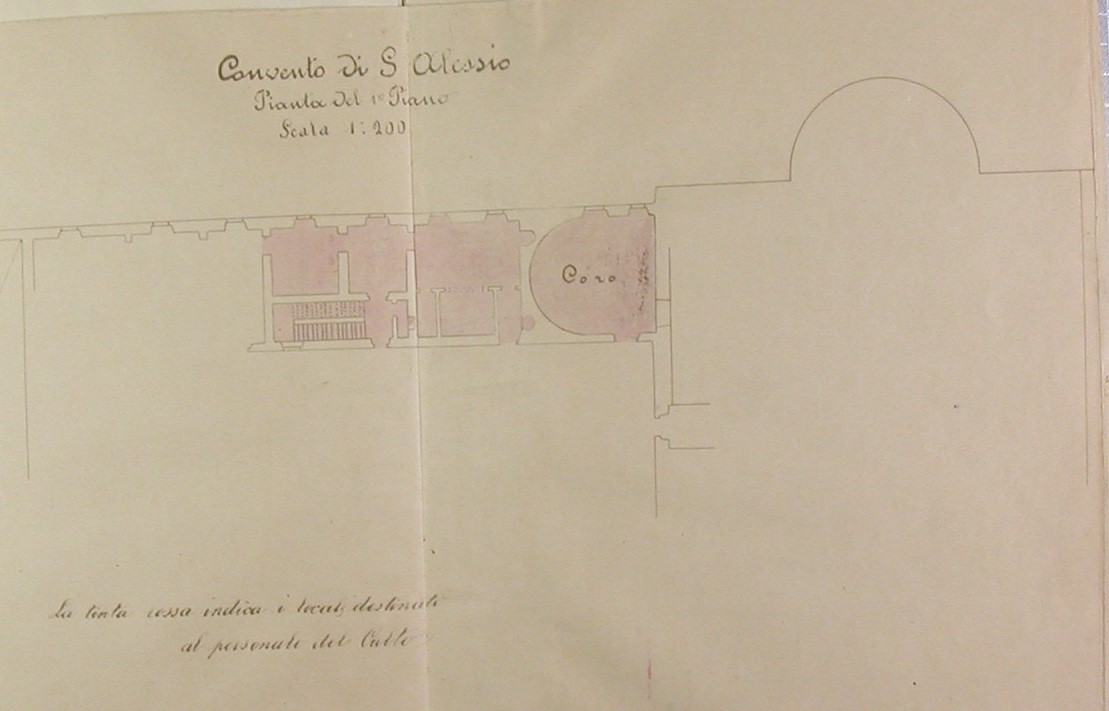 Convento di S Alessio
Pianta del 1º Piano
Scala 1:200
Coro
La tinta rossa indica i locali destinati
al personale del Culto